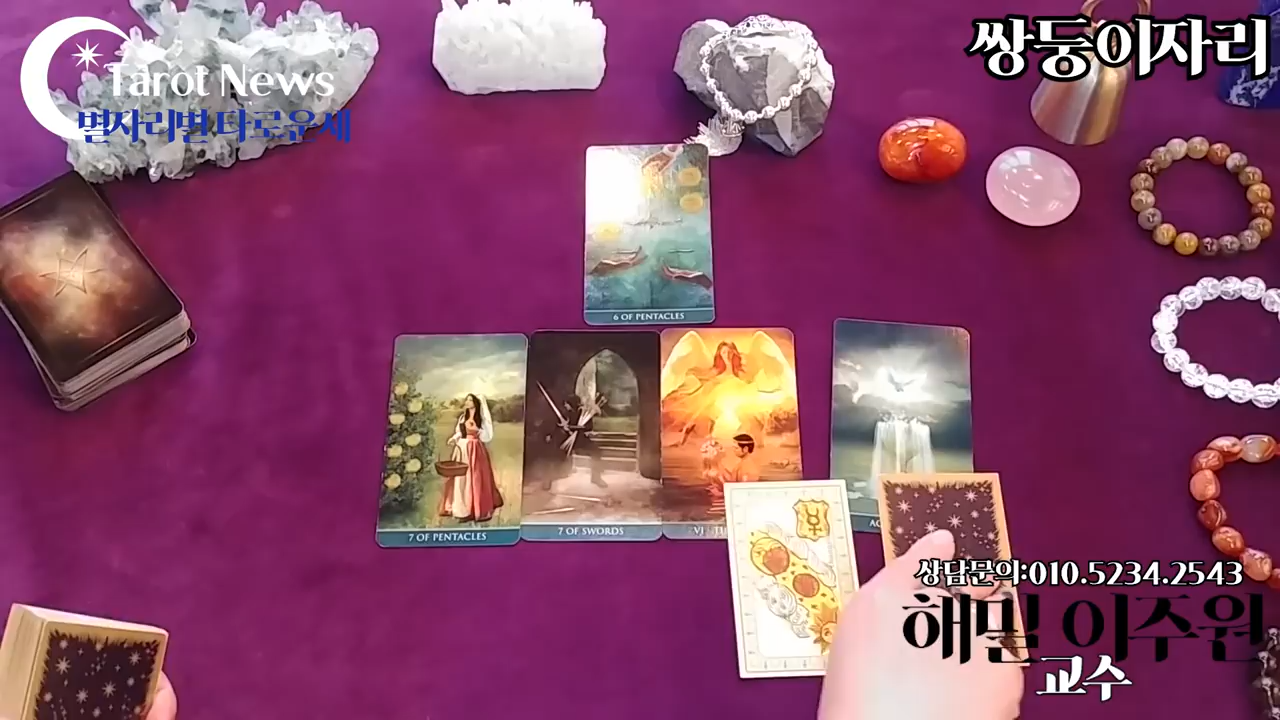 Tarot News
별자리별 타로운세
쌍둥이자리
6 OF PENTACLES
7 OF PENTACLES
7 OF SWORDS
상담문의:010.5234.2543
해밀 이주원
교수